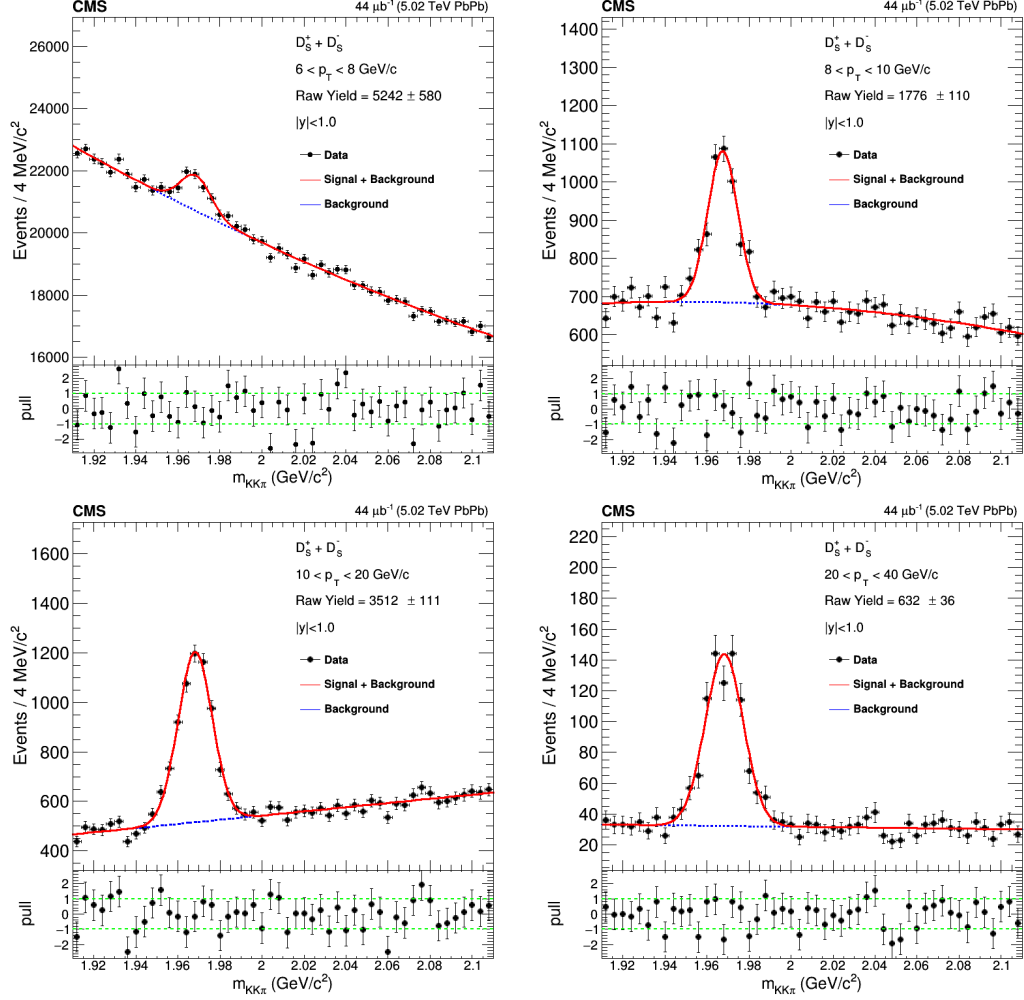 CMS 44 μb⁻¹ (5.02 TeV PbPb)
D_S^+ + D_S^-
6 < p_T < 8 GeV/c
Raw Yield = 5242 ± 580
|y|<1.0
Data
Signal + Background
Background
Events / 4 MeV/c²
26000
24000
22000
20000
18000
16000
pull
2
1
0
−1
−2
1.92 1.94 1.96 1.98 2 2.02 2.04 2.06 2.08 2.1
m_KKπ (GeV/c²)
CMS 44 μb⁻¹ (5.02 TeV PbPb)
D_S^+ + D_S^-
8 < p_T < 10 GeV/c
Raw Yield = 1776 ± 110
|y|<1.0
Data
Signal + Background
Background
Events / 4 MeV/c²
1400
1300
1200
1100
1000
900
800
700
600
pull
2
1
0
−1
−2
1.92 1.94 1.96 1.98 2 2.02 2.04 2.06 2.08 2.1
m_KKπ (GeV/c²)
CMS 44 μb⁻¹ (5.02 TeV PbPb)
D_S^+ + D_S^-
10 < p_T < 20 GeV/c
Raw Yield = 3512 ± 111
|y|<1.0
Data
Signal + Background
Background
Events / 4 MeV/c²
1600
1400
1200
1000
800
600
400
pull
2
1
0
−1
−2
1.92 1.94 1.96 1.98 2 2.02 2.04 2.06 2.08 2.1
m_KKπ (GeV/c²)
CMS 44 μb⁻¹ (5.02 TeV PbPb)
D_S^+ + D_S^-
20 < p_T < 40 GeV/c
Raw Yield = 632 ± 36
|y|<1.0
Data
Signal + Background
Background
Events / 4 MeV/c²
220
200
180
160
140
120
100
80
60
40
20
pull
2
1
0
−1
−2
1.92 1.94 1.96 1.98 2 2.02 2.04 2.06 2.08 2.1
m_KKπ (GeV/c²)